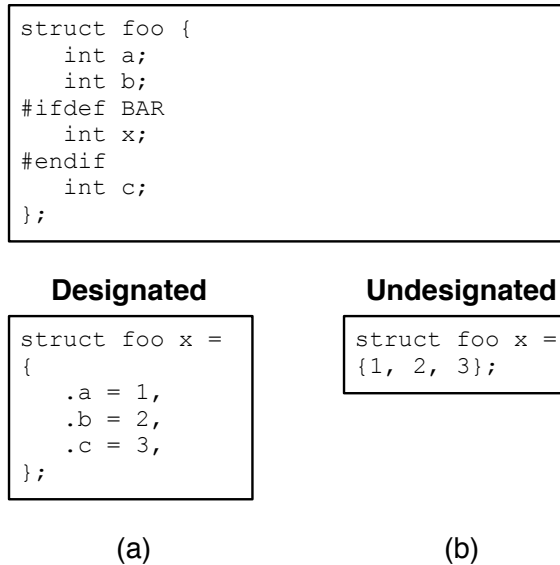 struct foo {
   int a;
   int b;
#ifdef BAR
   int x;
#endif
   int c;
};
Designated
struct foo x =
{
   .a = 1,
   .b = 2,
   .c = 3,
};
(a)
Undesignated
struct foo x =
{1, 2, 3};
(b)